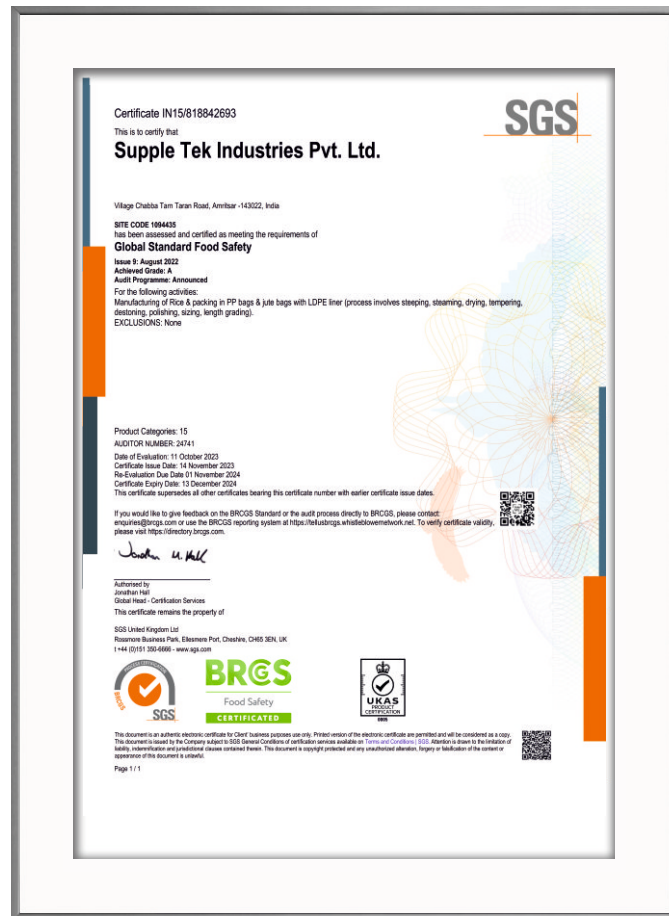 SGS
Certificate IN15/818842693
This is to certify that
Supple Tek Industries Pvt. Ltd.
Village Chabba Tarn Taran Road, Amritsar -143022, India
SITE CODE 1094435
has been assessed and certified as meeting the requirements of
Global Standard Food Safety
Issue 9: August 2022
Achieved Grade: A
Audit Programme: Announced
For the following activities:
Manufacturing of Rice & packing in PP bags & jute bags with LDPE liner (process involves steeping, steaming, drying, tempering,
destoning, polishing, sizing, length grading).
EXCLUSIONS: None
Product Categories: 15
AUDITOR NUMBER: 24741
Date of Evaluation: 11 October 2023
Certificate Issue Date: 14 November 2023
Re-Evaluation Due Date 01 November 2024
Certificate Expiry Date: 13 December 2024
This certificate supersedes all other certificates bearing this certificate number with earlier certificate issue dates.
If you would like to give feedback on the BRCGS Standard or the audit process directly to BRCGS, please contact:
enquiries@brcgs.com or use the BRCGS reporting system at https://tellusbrcgs.whistleblowernetwork.net. To verify certificate validity,
please visit https://directory.brcgs.com.
Jonathan M. Hall
Authorised by
Jonathan Hall
Global Head - Certification Services
This certificate remains the property of
SGS United Kingdom Ltd
Rossmore Business Park, Ellesmere Port, Cheshire, CH65 3EN, UK
t +44 (0)151 350-6666 - www.sgs.com
PRODUCT CERTIFICATION
BRCGS
SGS
BRCGS
Food Safety
CERTIFICATED
UKAS
PRODUCT
CERTIFICATION
This document is an authentic electronic certificate for Client' business purposes use only. Printed version of the electronic certificate are permitted and will be considered as a copy.
This document is issued by the Company subject to SGS General Conditions of certification services available on Terms and Conditions | SGS. Attention is drawn to the limitation of
liability, indemnification and jurisdictional clauses contained therein. This document is copyright protected and any unauthorized alteration, forgery or falsification of the content or
appearance of this document is unlawful.
Page 1 / 1